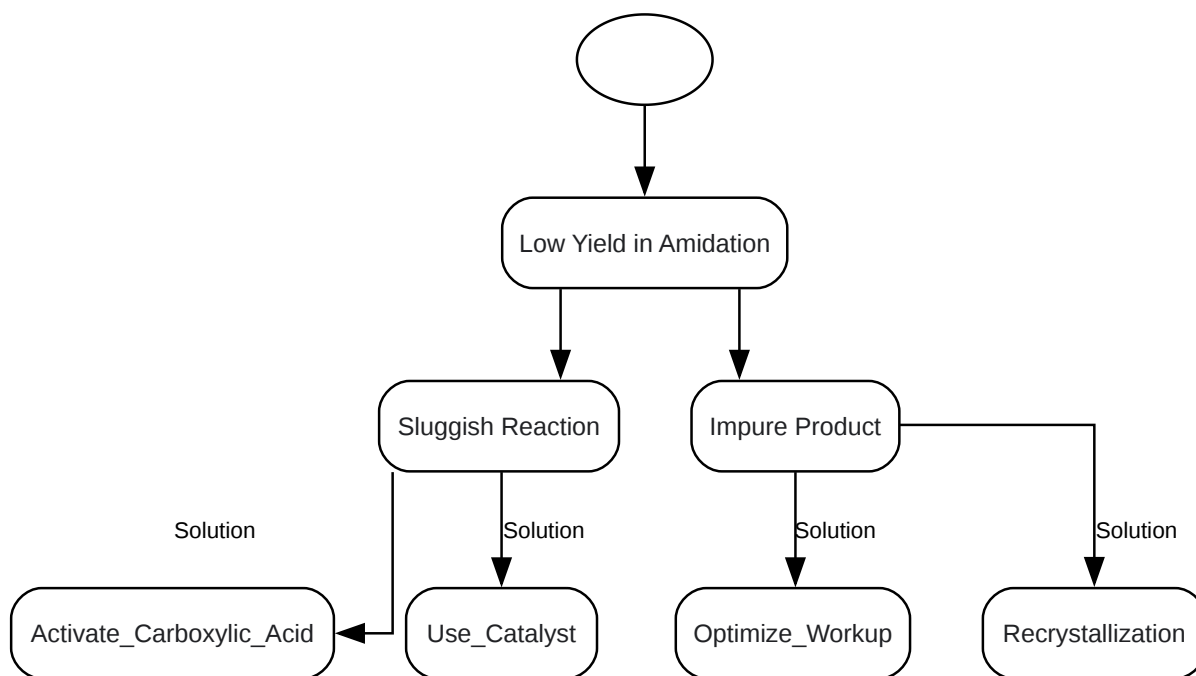 Low Yield in Amidation
Sluggish Reaction
Impure Product
Solution
Solution
Solution
Solution
Activate_Carboxylic_Acid
Use_Catalyst
Optimize_Workup
Recrystallization